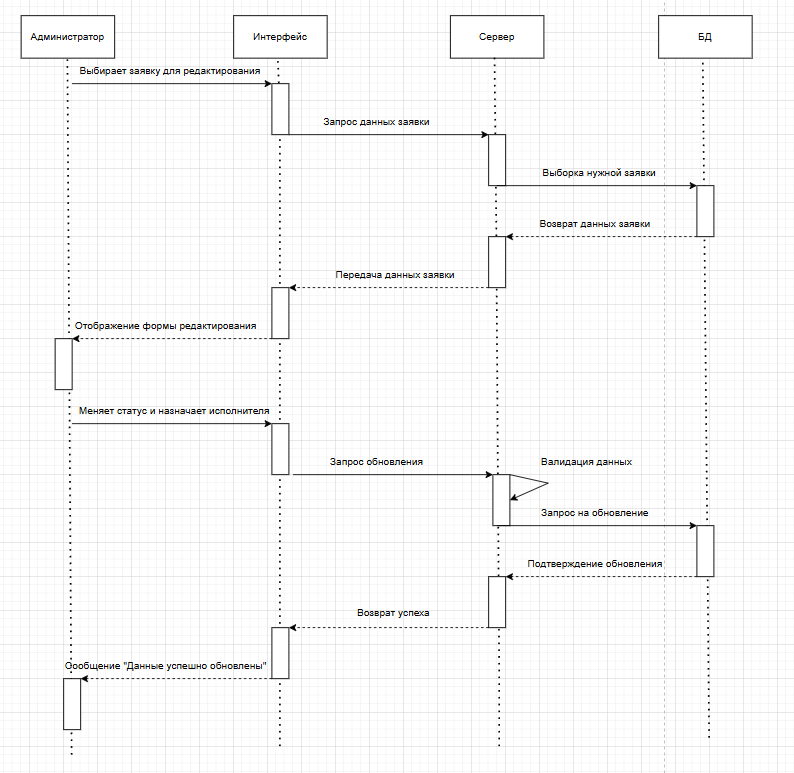 Администратор
Интерфейс
Сервер
БД
Выбирает заявку для редактирования
Запрос данных заявки
Выборка нужной заявки
Возврат данных заявки
Передача данных заявки
Отображение формы редактирования
Меняет статус и назначает исполнителя
Запрос обновления
Валидация данных
Запрос на обновление
Подтверждение обновления
Возврат успеха
Сообщение "Данные успешно обновлены"